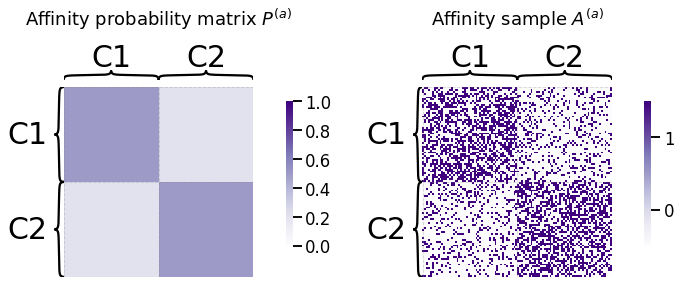 Affinity probability matrix P^(a)
C1 C2
C1
C2
1.0
0.8
0.6
0.4
0.2
0.0
Affinity sample A^(a)
C1 C2
C1
C2
1
0